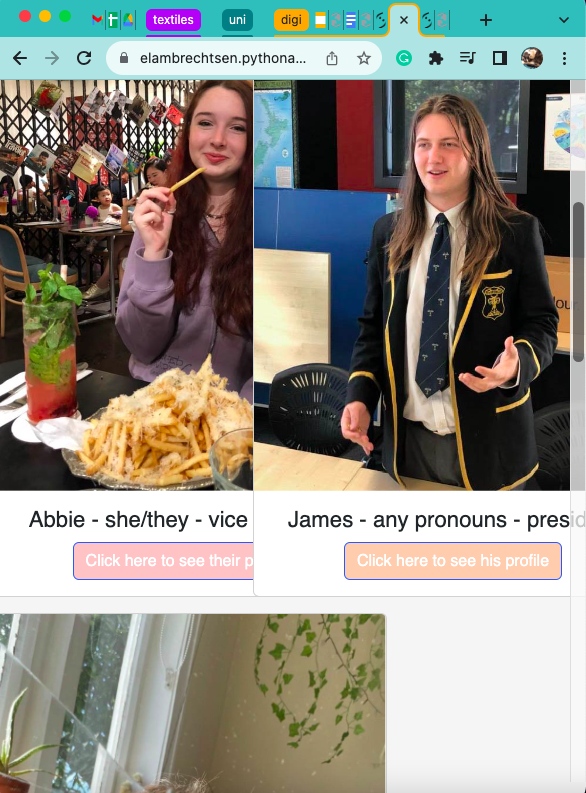 textiles
uni
digi
elambrechtsen.pythona...
Abbie - she/they - vice
James - any pronouns - presid
Click here to see their p
Click here to see his profile